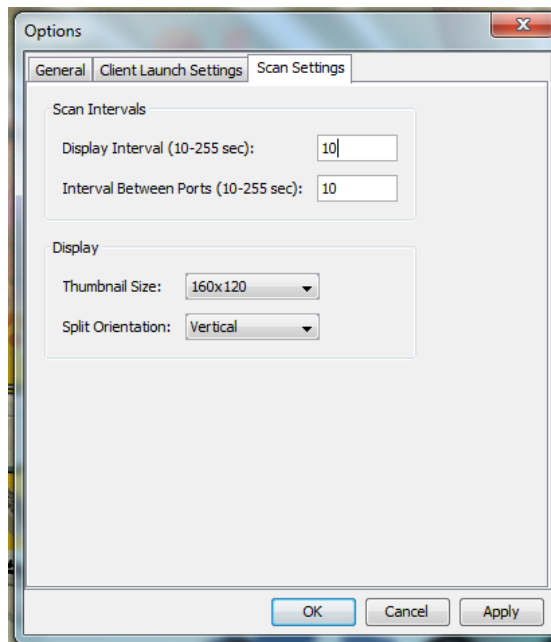 Options
General Client Launch Settings Scan Settings
Scan Intervals
Display Interval (10-255 sec): 10
Interval Between Ports (10-255 sec): 10
Display
Thumbnail Size: 160x120
Split Orientation: Vertical
OK Cancel Apply